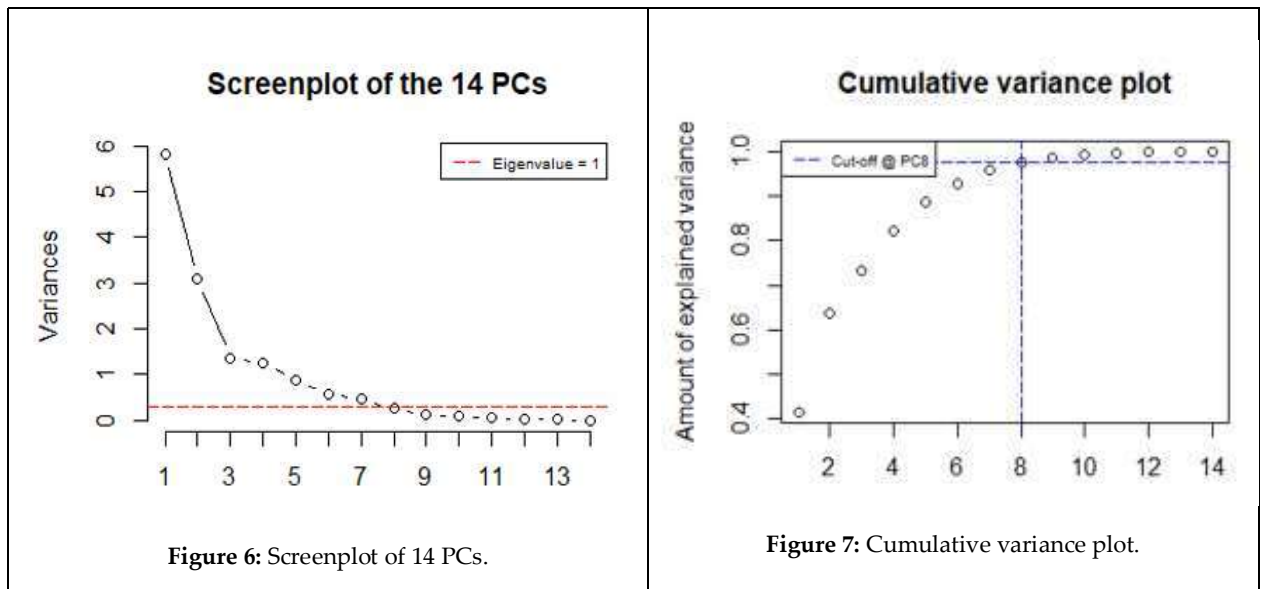 Screenplot of the 14 PCs
Variances
6
5
4
3
2
1
0
Eigenvalue = 1
1 3 5 7 9 11 13
Figure 6: Screenplot of 14 PCs.
Cumulative variance plot
Amount of explained variance
1.0
0.8
0.6
0.4
Cut-off @ PC8
2 4 6 8 10 12 14
Figure 7: Cumulative variance plot.